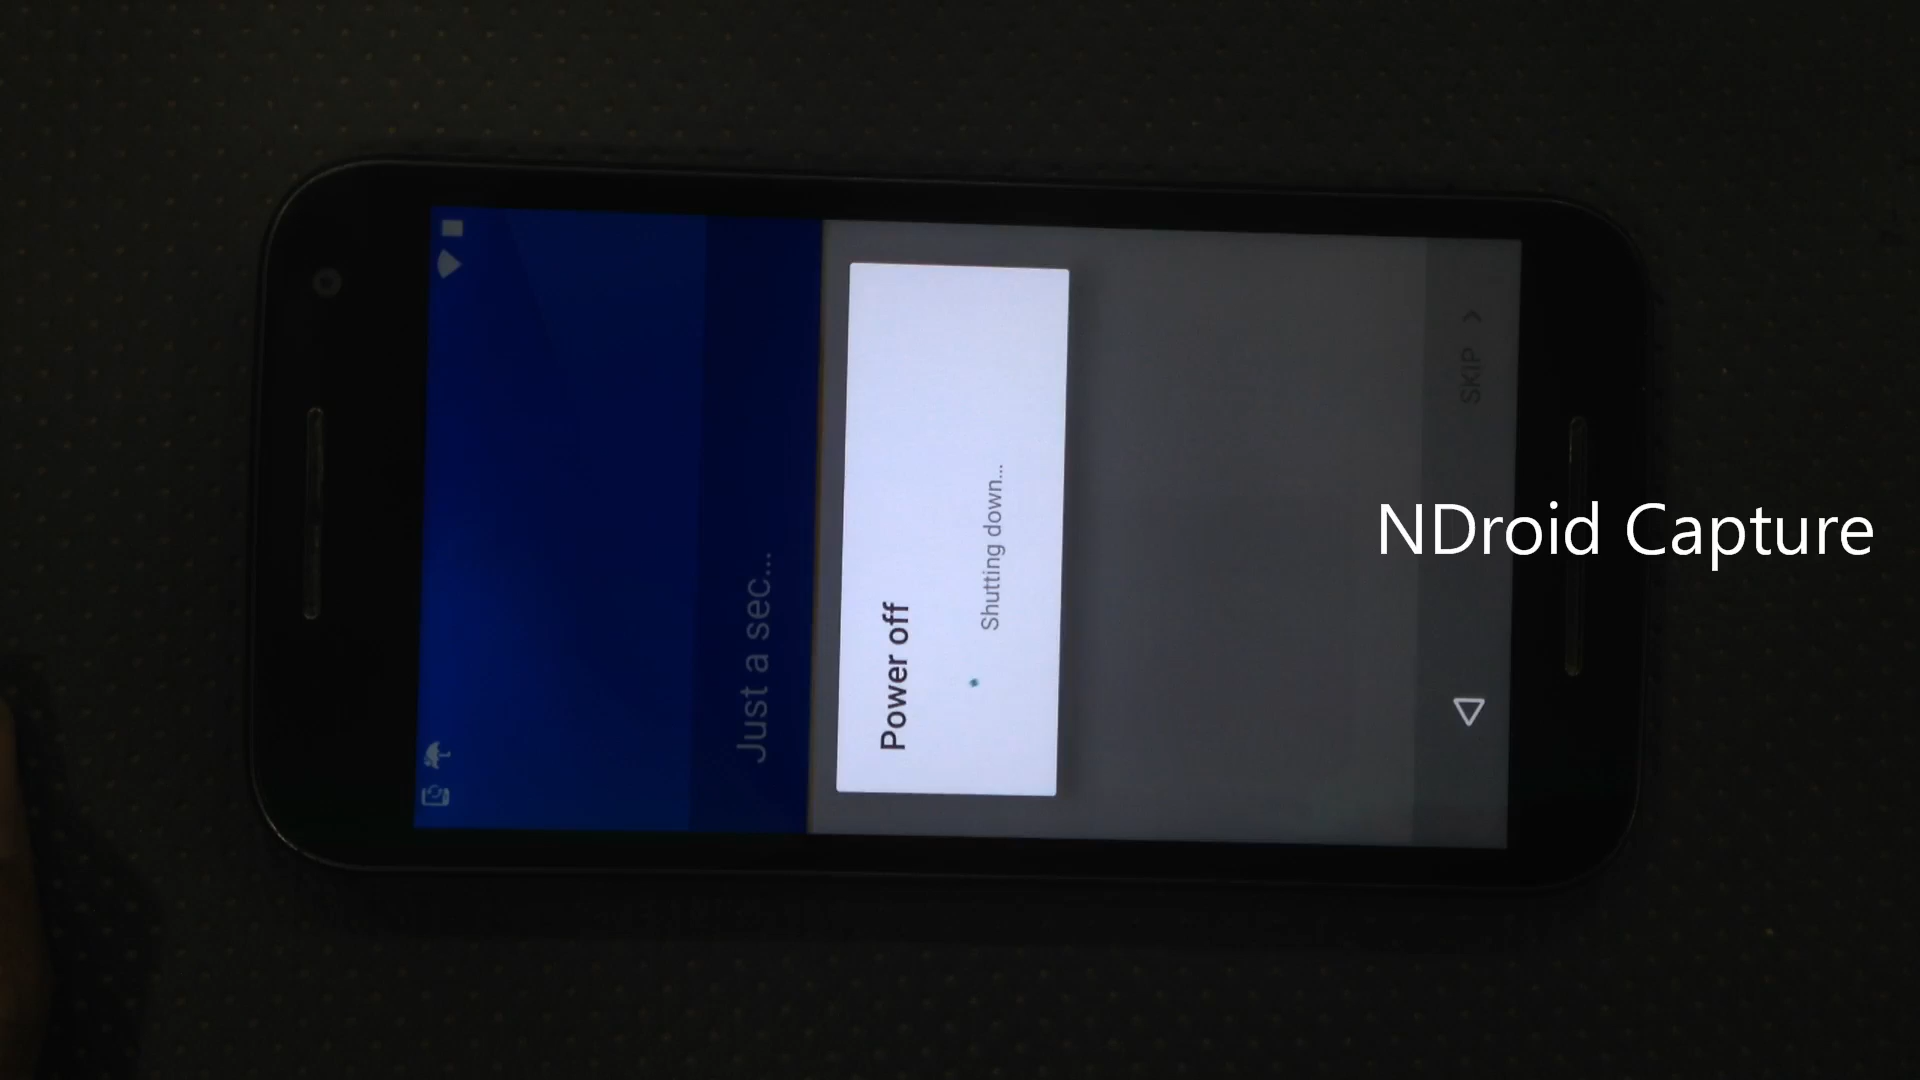 Just a sec...
Power off
Shutting down...
SKIP >
NDroid Capture